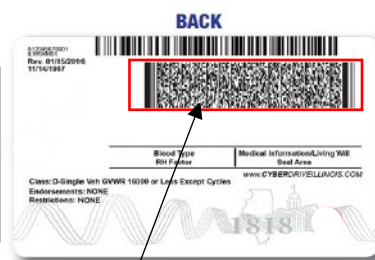 BACK
Rev. 01/05/2016
11/14/1987
Blood Type
RH Factor
Medical Information/Living Will
Seal Area
www.CYBERDRIVEILLINOIS.COM
Class: D-Single Veh GVWR 16000 or Less Except Cycles
Endorsements: NONE
Restrictions: NONE
1818